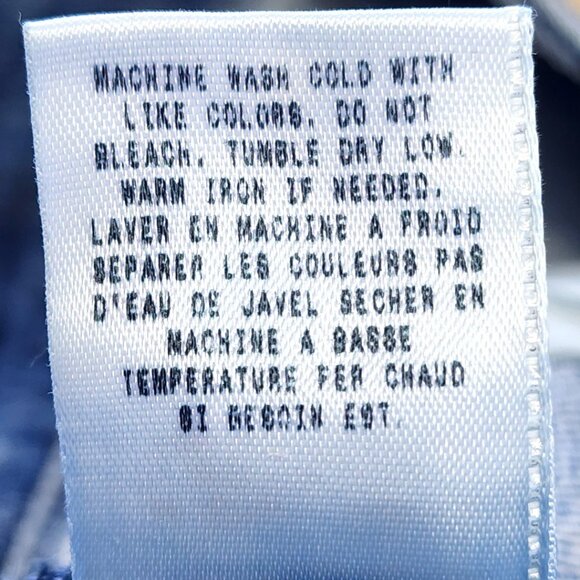 MACHINE WASH COLD WITH
LIKE COLORS. DO NOT
BLEACH. TUMBLE DRY LOW.
WARM IRON IF NEEDED.
LAVER EN MACHINE A FROID
SEPARER LES COULEURS PAS
D'EAU DE JAVEL SECHER EN
MACHINE A BASSE
TEMPERATURE FER CHAUD
SI BESOIN EST.